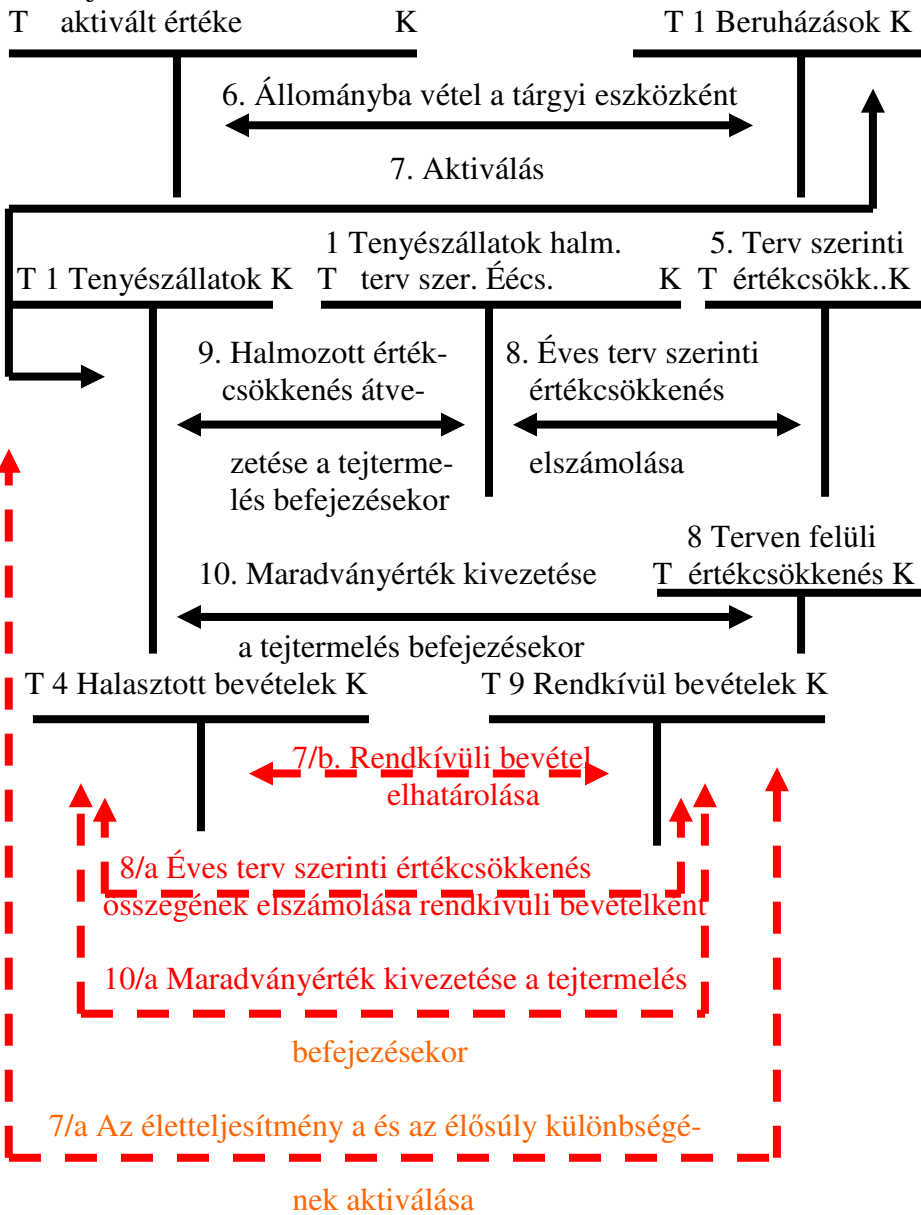 T aktivált értéke K
T 1 Beruházások K
6. Állományba vétel a tárgyi eszközként
7. Aktiválás
T 1 Tenyészállatok K
1 Tenyészállatok halm.
T terv szer. Éécs. K
5. Terv szerinti
T értékcsökk..K
9. Halmozott érték-
csökkenés átve-
zetése a tejterme-
lés befejezésekor
8. Éves terv szerinti
értékcsökkenés
elszámolása
8 Terven felüli
T értékcsökkenés K
10. Maradványérték kivezetése
a tejtermelés befejezésekor
T 4 Halasztott bevételek K
T 9 Rendkívül bevételek K
7/b. Rendkívüli bevétel
elhatárolása
8/a Éves terv szerinti értékcsökkenés
összegének elszámolása rendkívüli bevételként
10/a Maradványérték kivezetése a tejtermelés
befejezésekor
7/a Az életteljesítmény a és az élősúly különbségé-
nek aktiválása